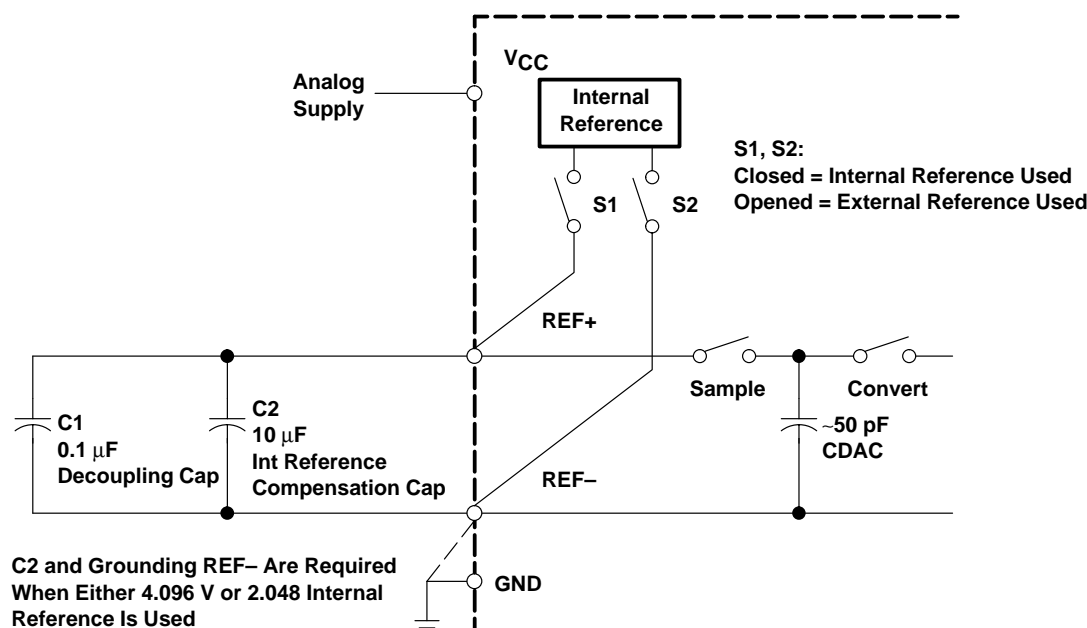 VCC
Analog
Supply
Internal
Reference
S1, S2:
Closed = Internal Reference Used
Opened = External Reference Used
S1
S2
REF+
Sample
Convert
C1
0.1 μF
Decoupling Cap
C2
10 μF
Int Reference
Compensation Cap
~50 pF
CDAC
REF–
C2 and Grounding REF– Are Required
When Either 4.096 V or 2.048 Internal
Reference Is Used
GND